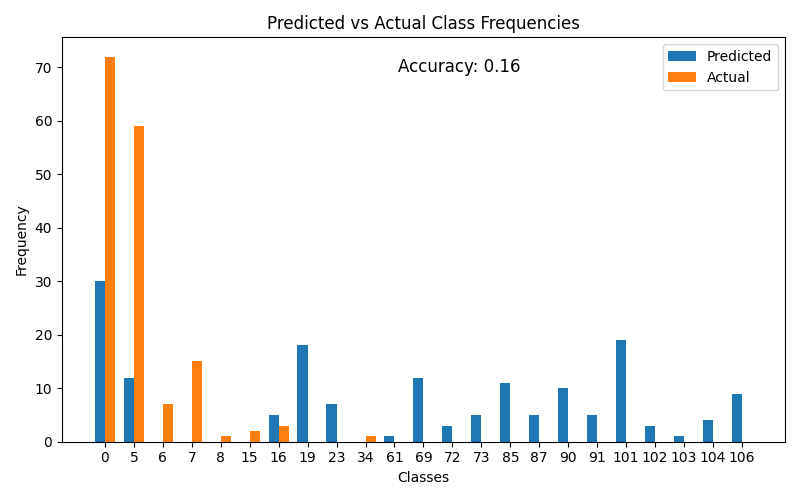 Predicted vs Actual Class Frequencies
Accuracy: 0.16
Predicted
Actual
70
60
50
40
30
20
10
0
Frequency
0 5 6 7 8 15 16 19 23 34 61 69 72 73 85 87 90 91 101 102 103 104 106
Classes